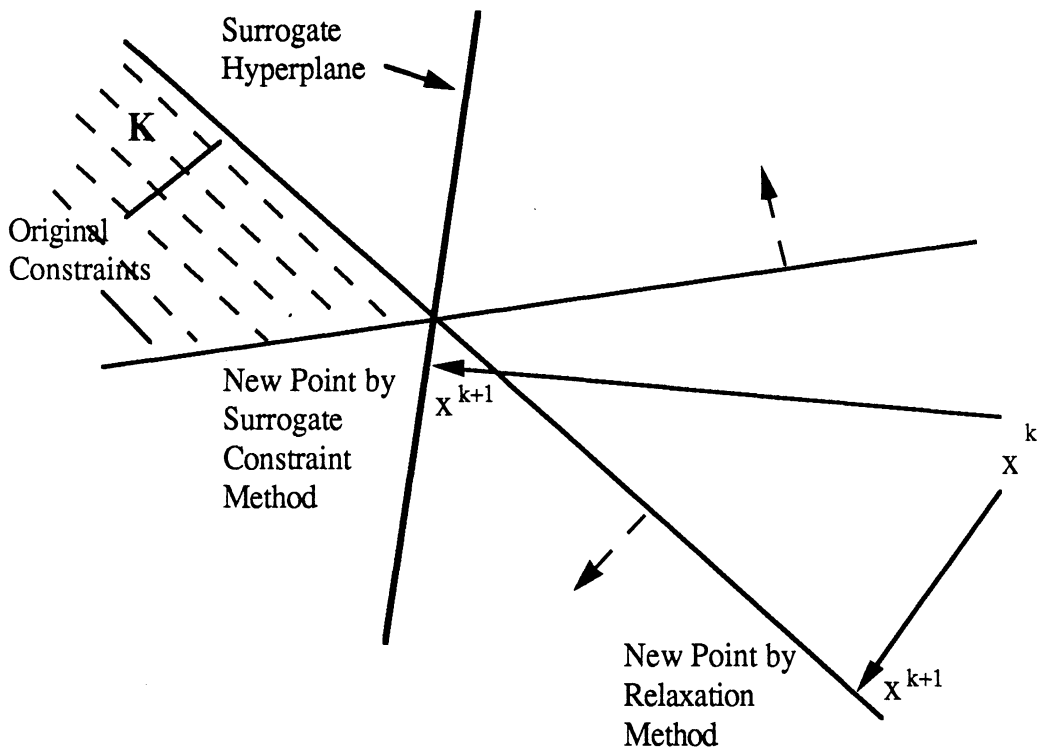 Surrogate
Hyperplane
K
Original
Constraints
New Point by
Surrogate
Constraint
Method
x k+1
x k
New Point by
Relaxation
Method
x k+1